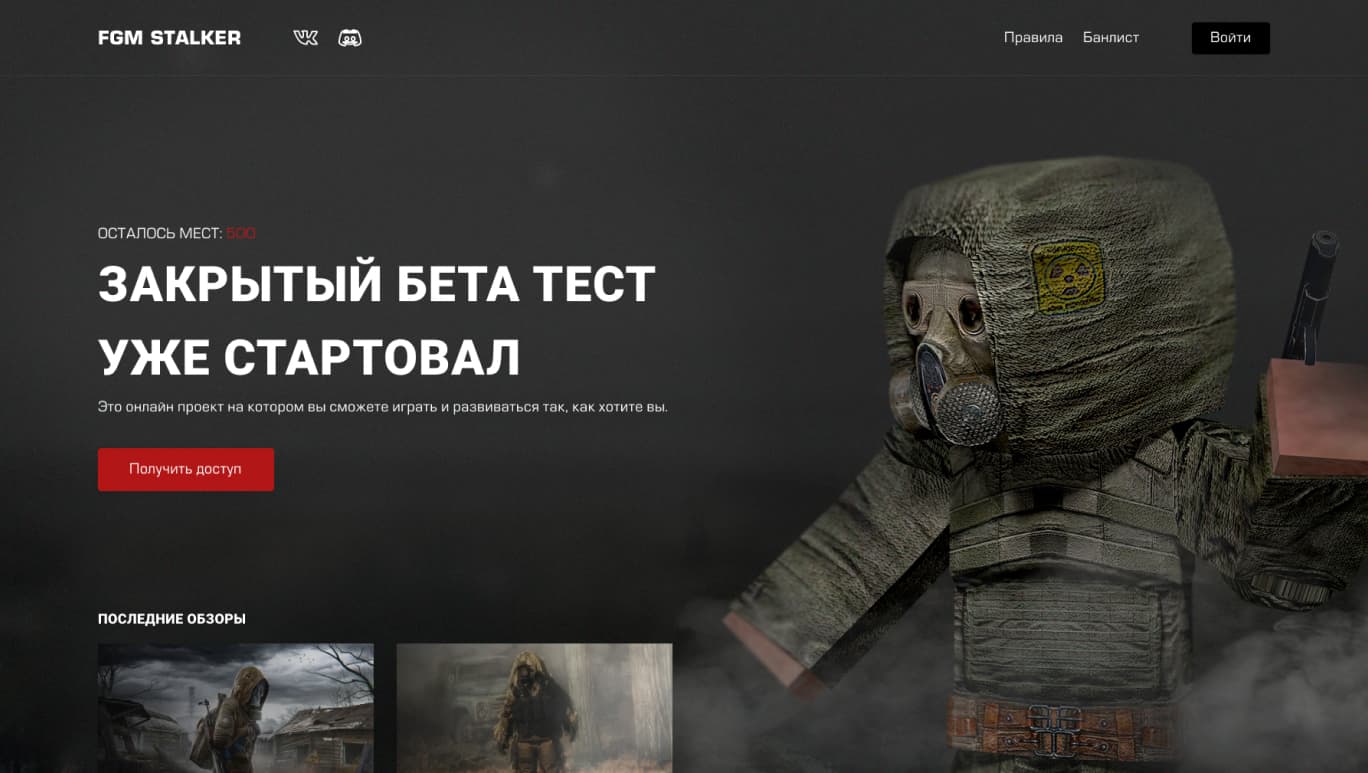 FGM STALKER
Правила
Банлист
Войти
ОСТАЛОСЬ МЕСТ: 500
ЗАКРЫТЫЙ БЕТА ТЕСТ
УЖЕ СТАРТОВАЛ
Это онлайн проект на котором вы сможете играть и развиваться так, как хотите вы.
Получить доступ
ПОСЛЕДНИЕ ОБЗОРЫ